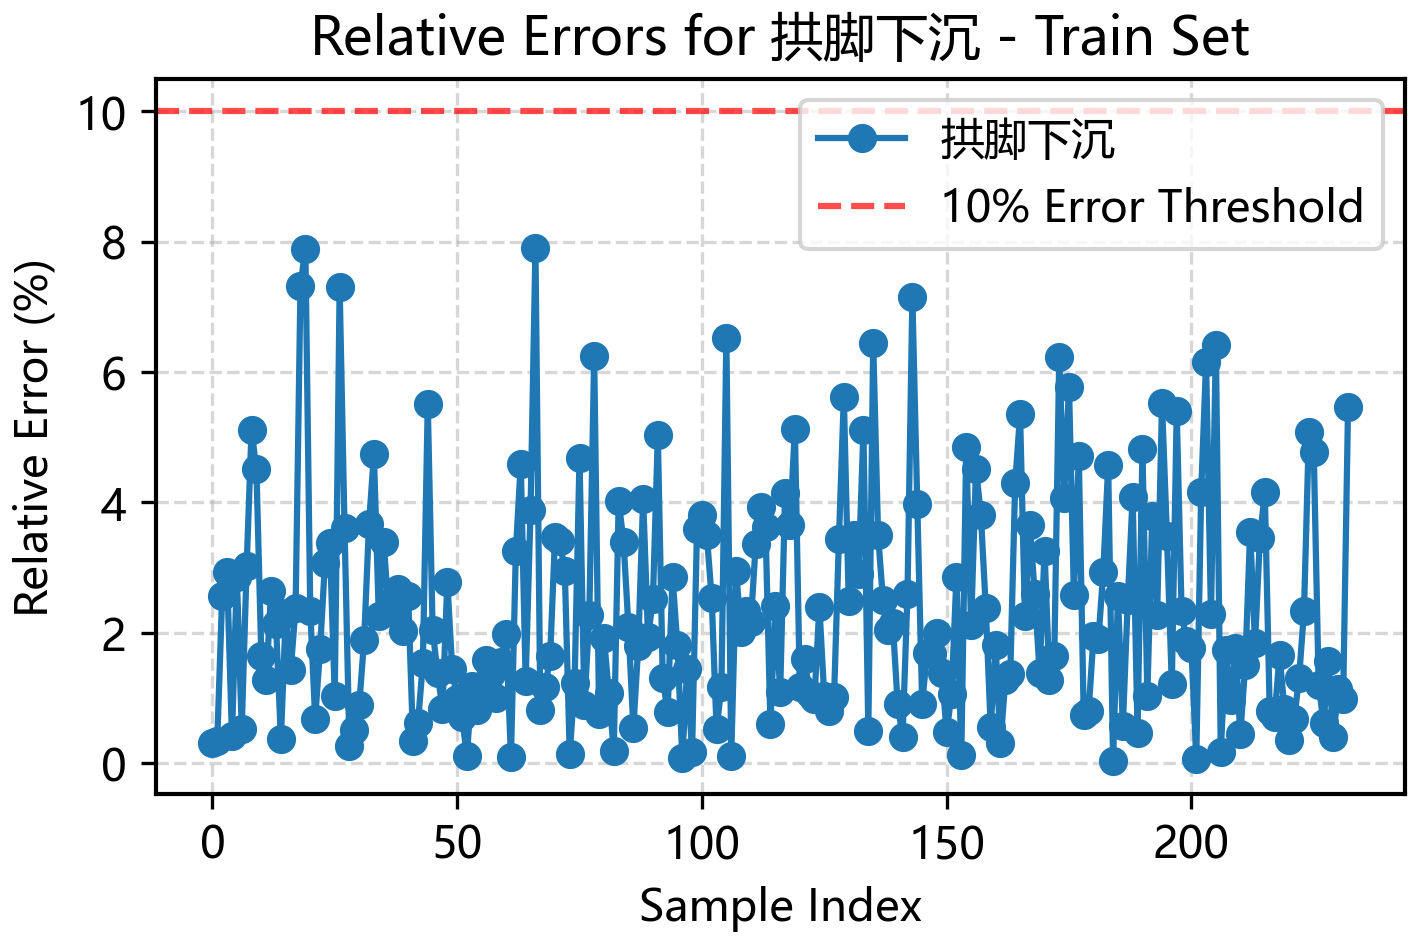 Relative Errors for 拱脚下沉 - Train Set
拱脚下沉
10% Error Threshold
Relative Error (%)
10
8
6
4
2
0
0 50 100 150 200
Sample Index